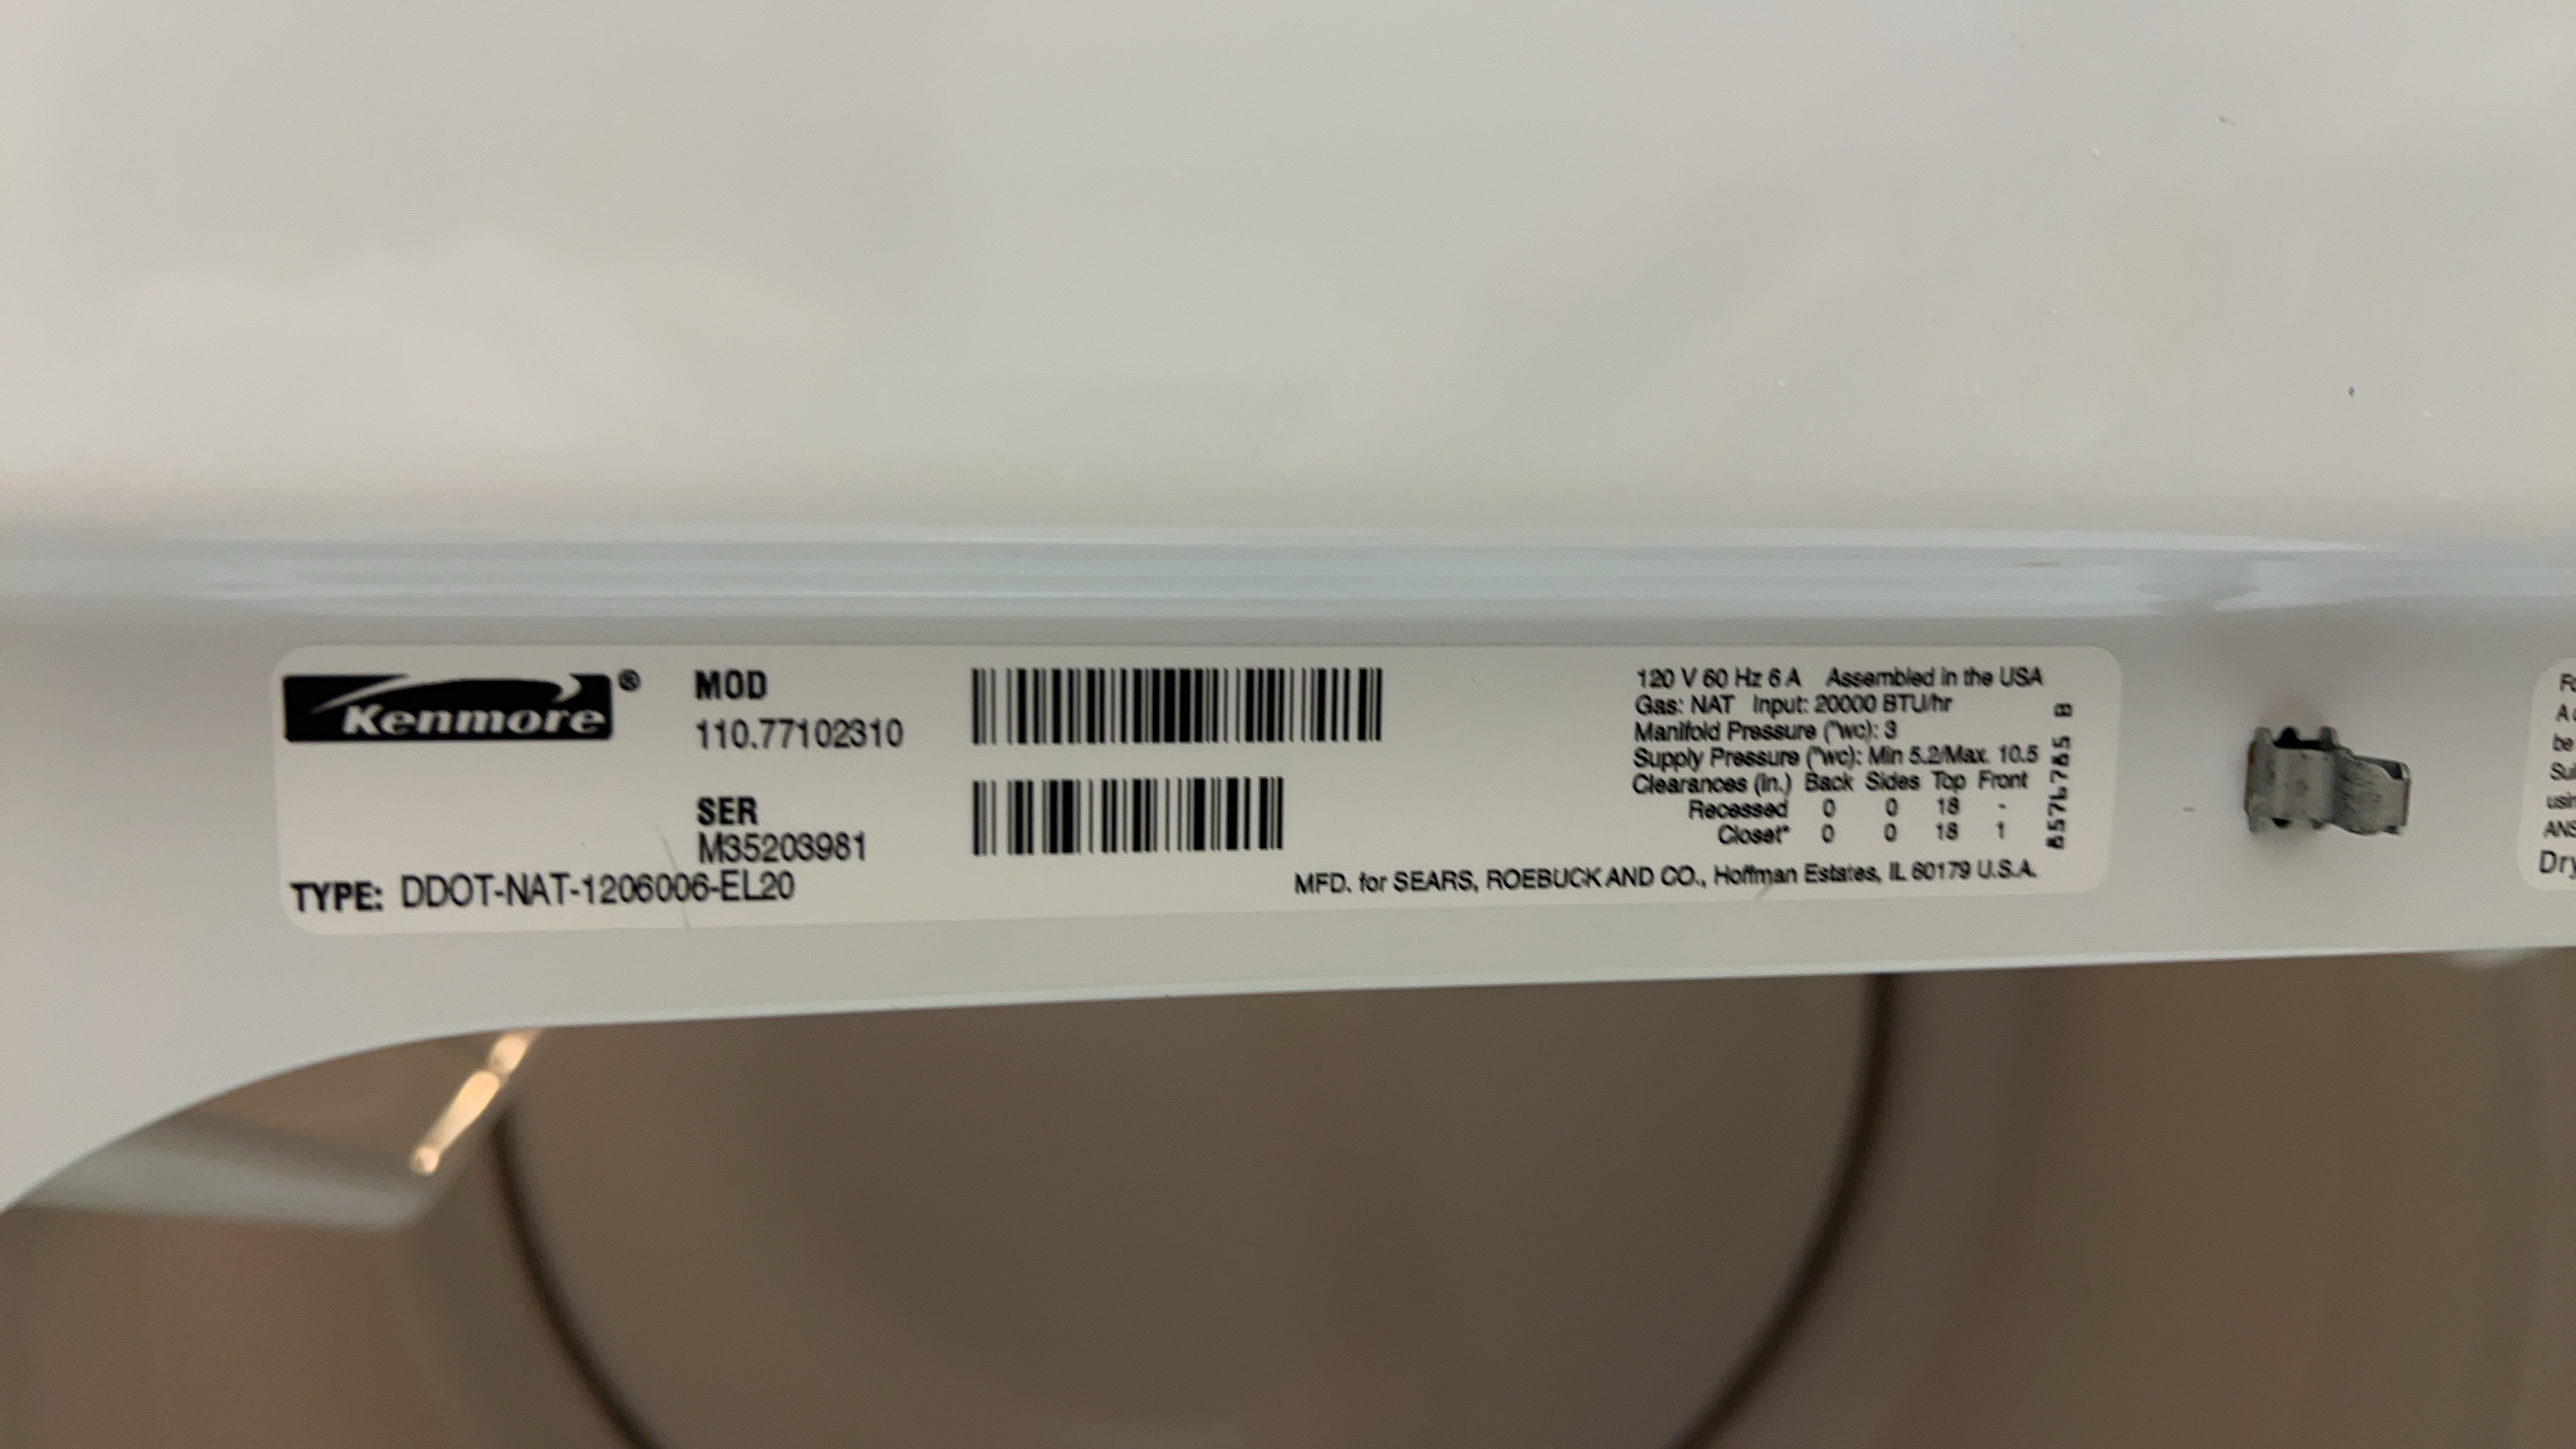 Kenmore®
MOD
110.77102310
SER
M35203981
TYPE: DDOT-NAT-1206006-EL20
120 V 60 Hz 6 A Assembled in the USA
Gas: NAT Input: 20000 BTU/hr
Manifold Pressure ("wc): 3
Supply Pressure ("wc): Min 5.2/Max. 10.5
Clearances (in.) Back Sides Top Front
Recessed 0 0 18 -
Closet* 0 0 18 1
MFD. for SEARS, ROEBUCK AND CO., Hoffman Estates, IL 60179 U.S.A.
8576785 B
be
ANS
Dry